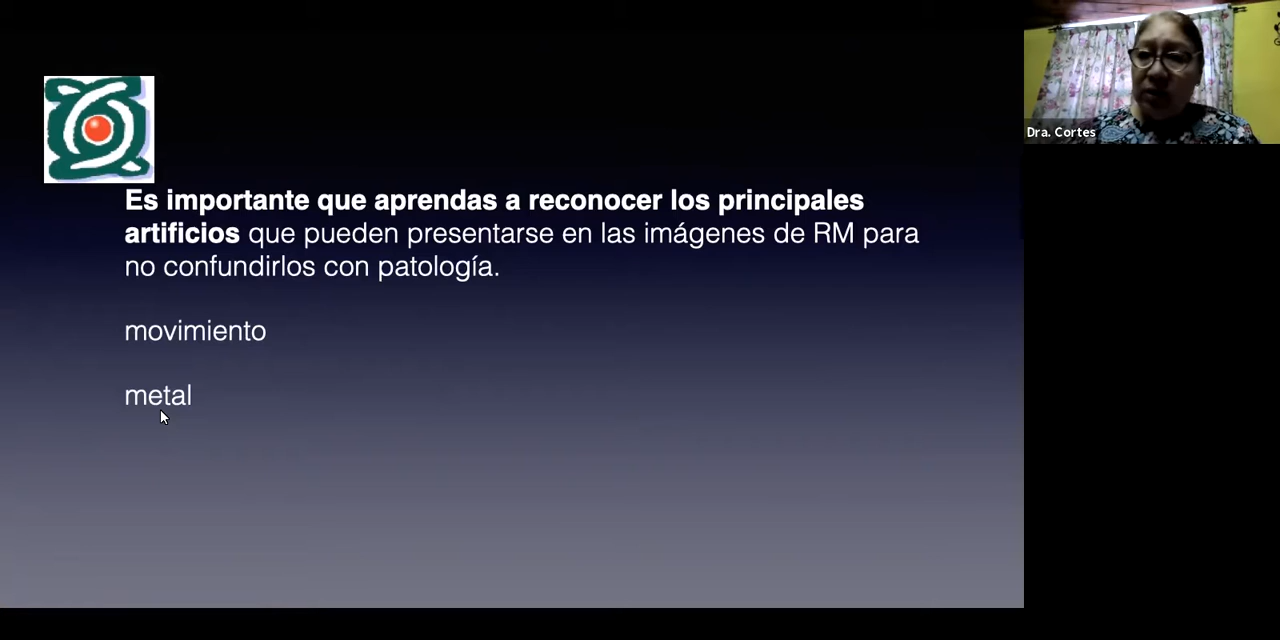 Es importante que aprendas a reconocer los principales
artificios que pueden presentarse en las imágenes de RM para
no confundirlos con patología.
movimiento
metal
Dra. Cortes